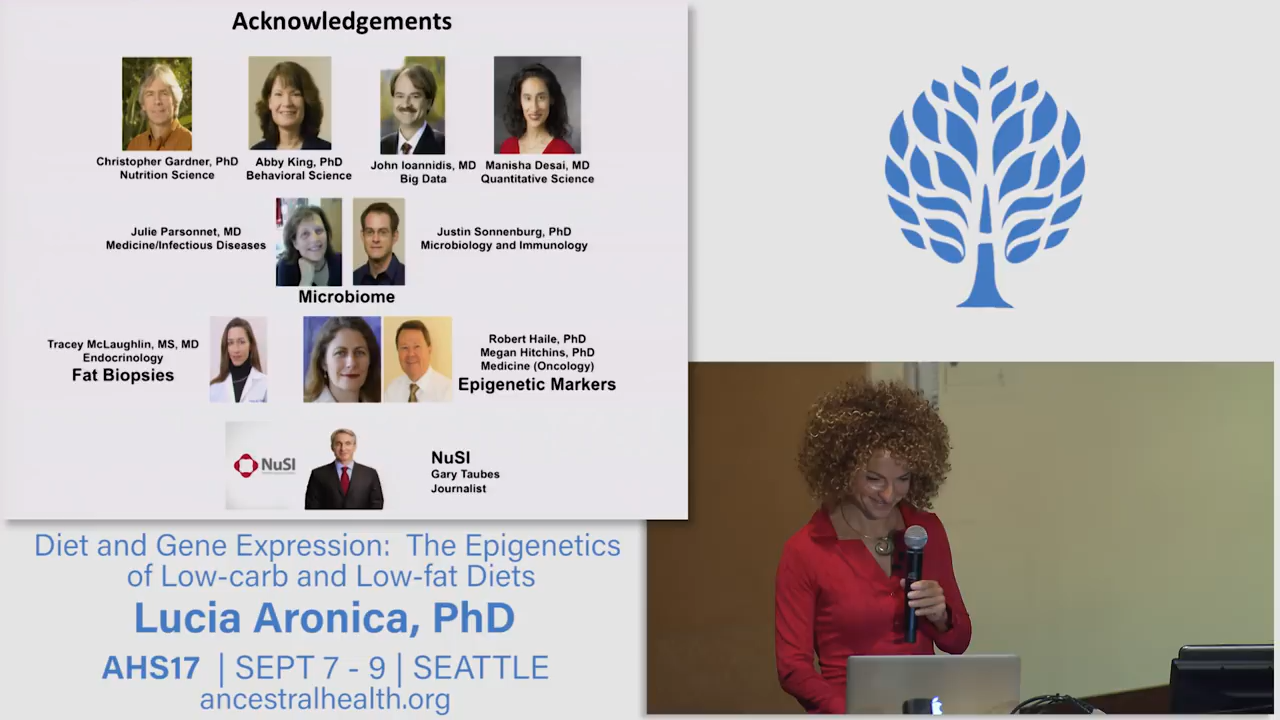 Acknowledgements
Christopher Gardner, PhD
Nutrition Science
Abby King, PhD
Behavioral Science
John Ioannidis, MD
Big Data
Manisha Desai, MD
Quantitative Science
Julie Parsonnet, MD
Medicine/Infectious Diseases
Justin Sonnenburg, PhD
Microbiology and Immunology
Microbiome
Tracey McLaughlin, MS, MD
Endocrinology
Fat Biopsies
Robert Haile, PhD
Megan Hitchins, PhD
Medicine (Oncology)
Epigenetic Markers
NuSI
NuSI
Gary Taubes
Journalist
Diet and Gene Expression: The Epigenetics
of Low-carb and Low-fat Diets
Lucia Aronica, PhD
AHS17 | SEPT 7 - 9 | SEATTLE
ancestralhealth.org